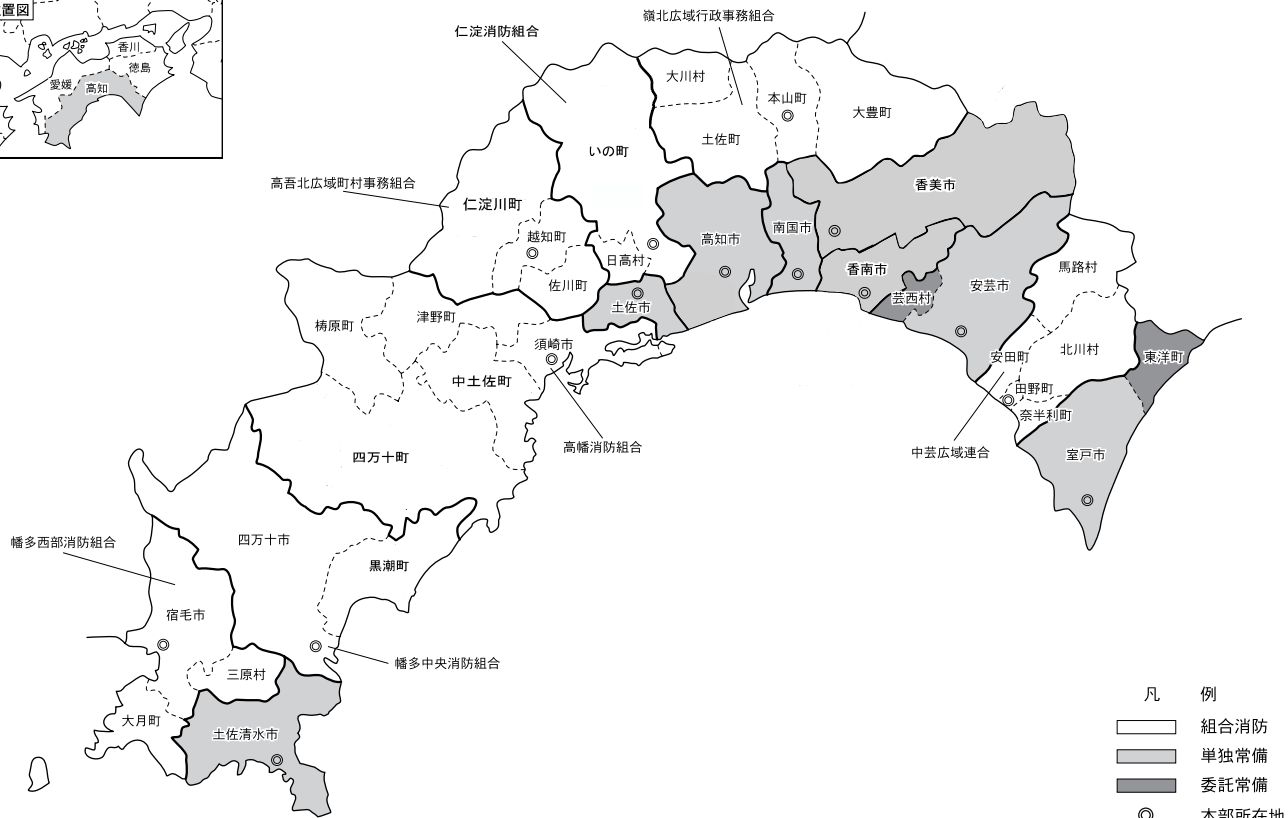 置図
香川
徳島
愛媛
高知
嶺北広域行政事務組合
仁淀消防組合
大川村
本山町
大豊町
土佐町
いの町
高吾北広域町村事務組合
仁淀川町
香美市
越知町
南国市
高知市
日高村
香南市
馬路村
佐川町
安芸市
芸西村
土佐市
津野町
梼原町
須崎市
北川村
安田町
東洋町
中土佐町
田野町
奈半利町
高幡消防組合
中芸広域連合
四万十町
室戸市
四万十市
幡多西部消防組合
黒潮町
宿毛市
幡多中央消防組合
三原村
大月町
土佐清水市
凡 例
組合消防
単独常備
委託常備
本部所在地